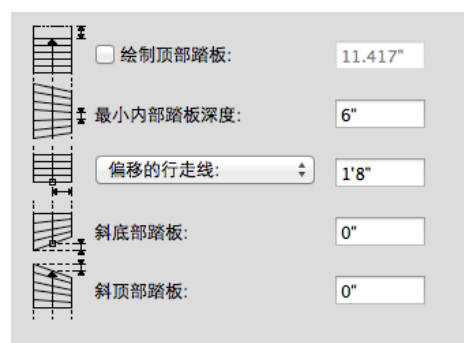 绘制顶部踏板: 11.417"
最小内部踏板深度: 6"
偏移的行走线: 1'8"
斜底部踏板: 0"
斜顶部踏板: 0"